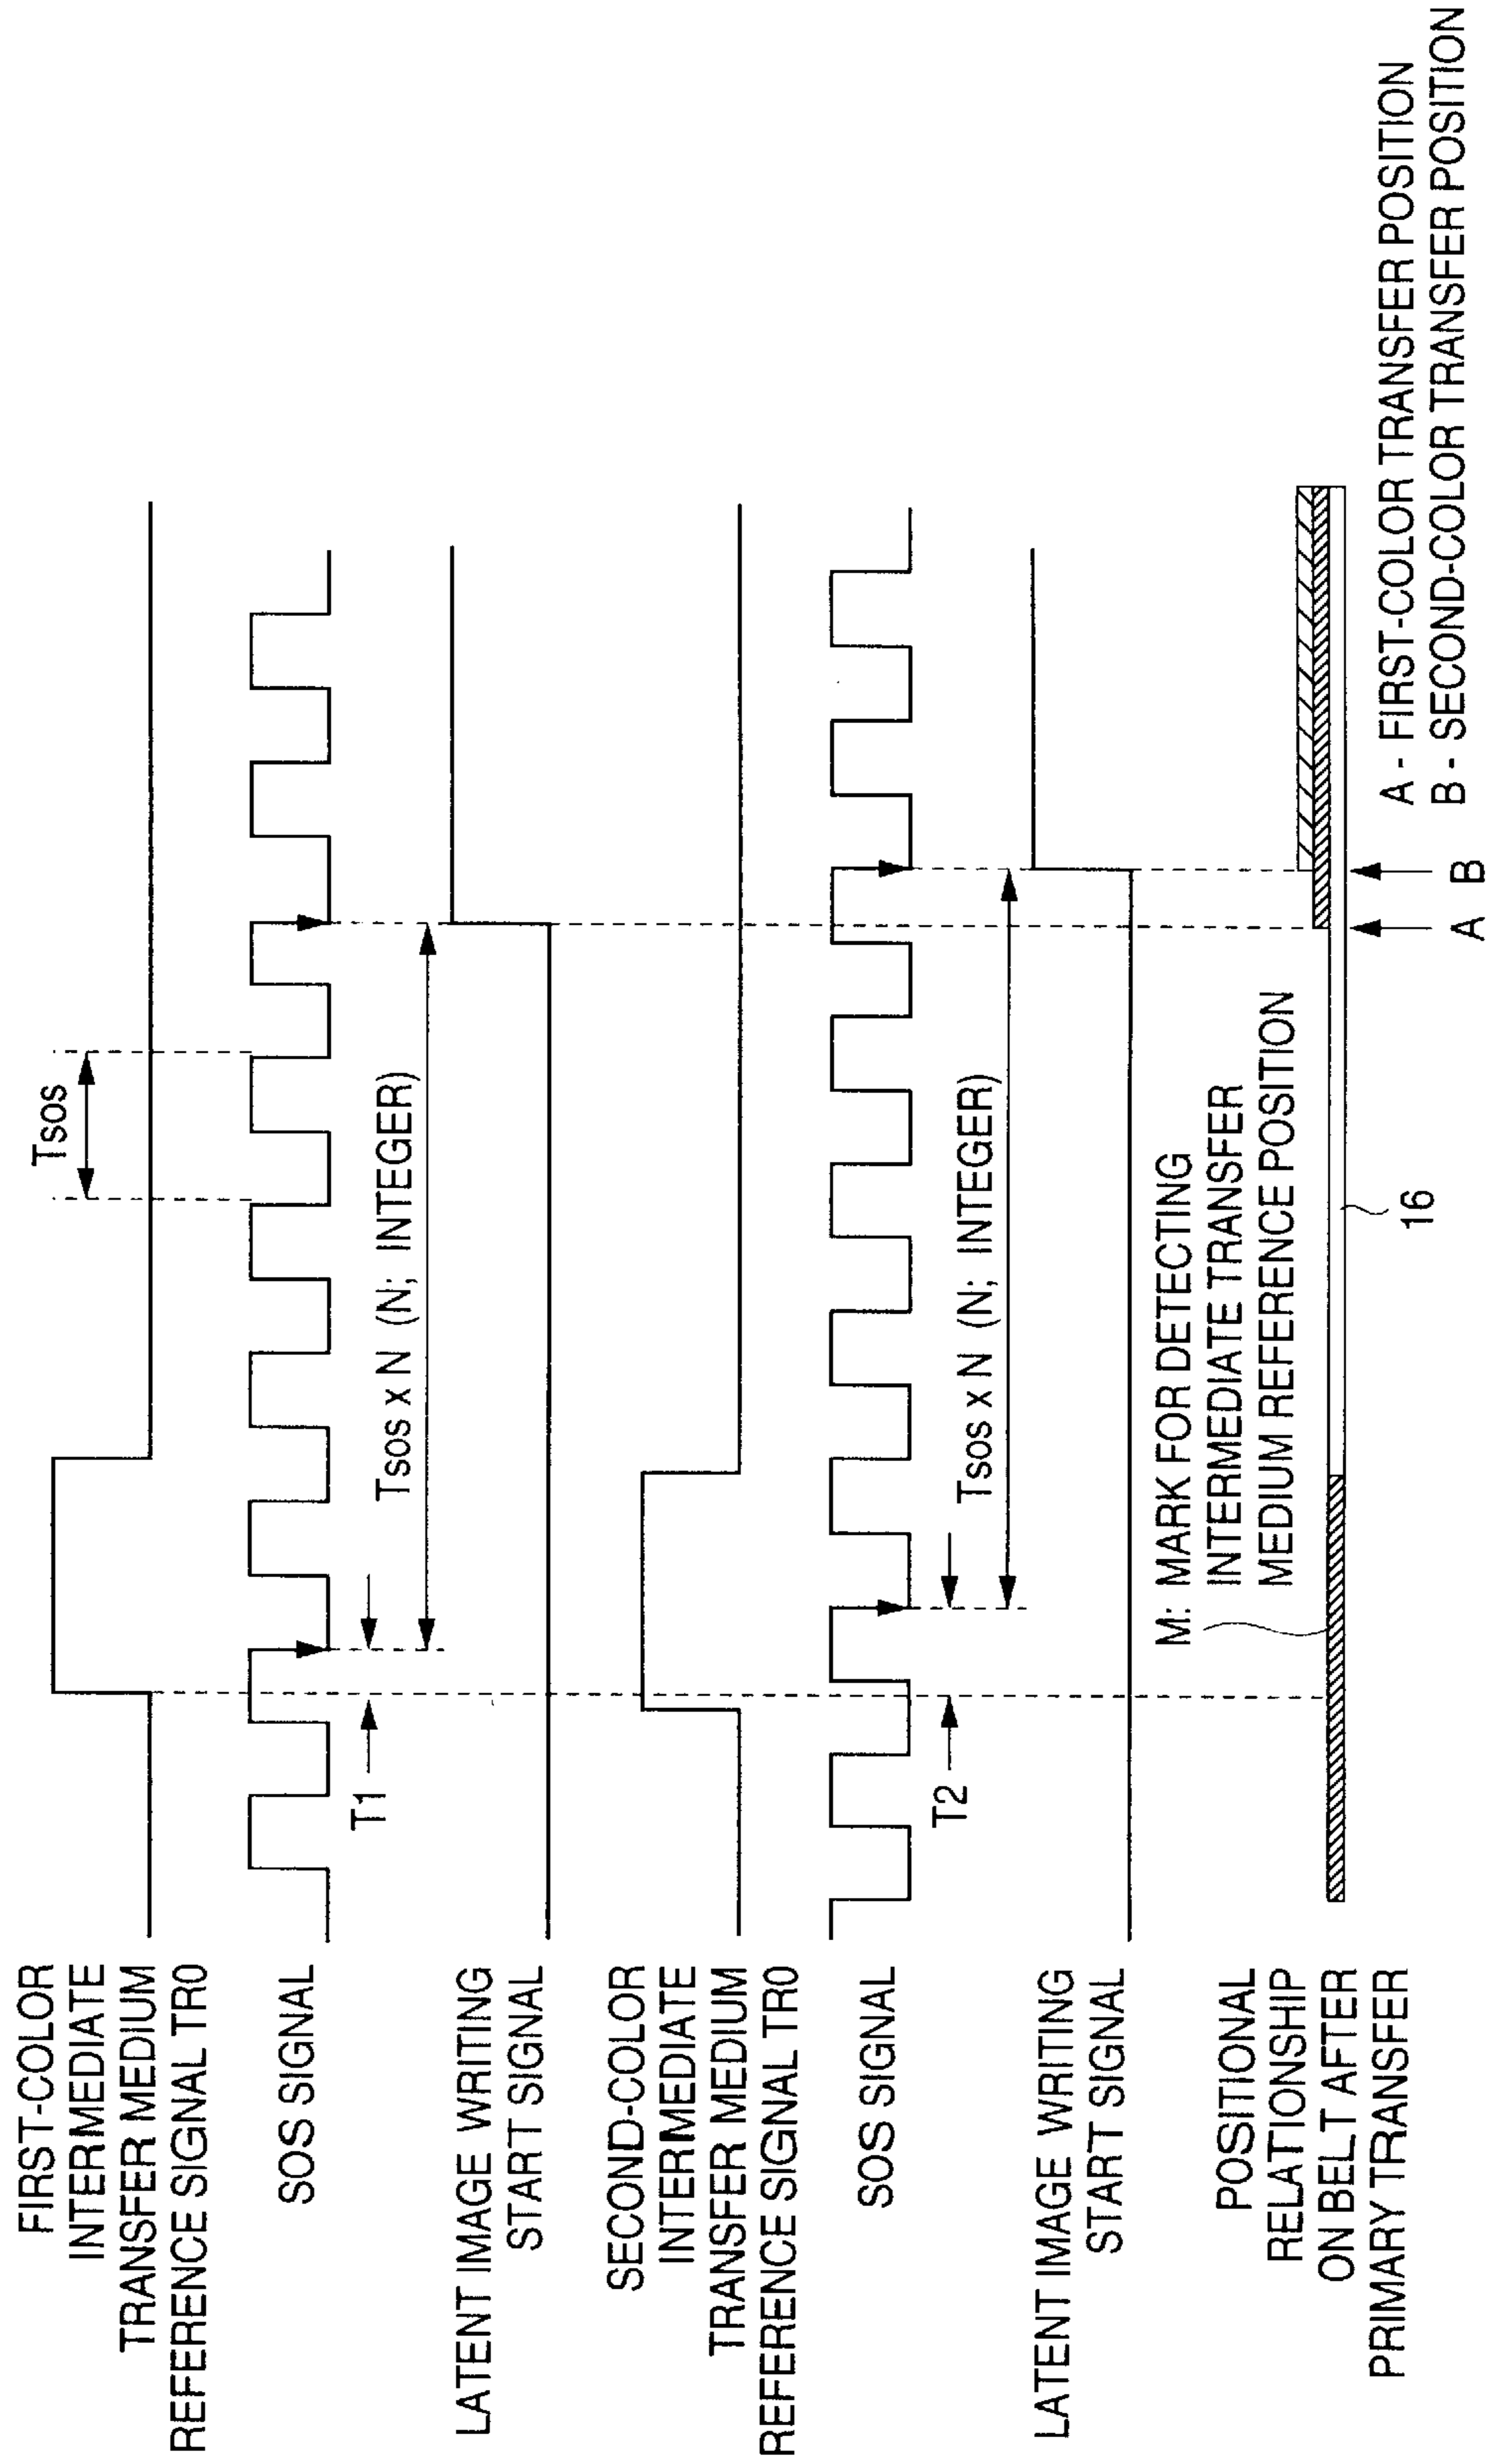 FIRST-COLOR
INTERMEDIATE
TRANSFER MEDIUM
REFERENCE SIGNAL TR0
TSOS
SOS SIGNAL
T1
TSOS x N (N; INTEGER)
LATENT IMAGE WRITING
START SIGNAL
SECOND-COLOR
INTERMEDIATE
TRANSFER MEDIUM
REFERENCE SIGNAL TR0
SOS SIGNAL
T2
TSOS x N (N; INTEGER)
LATENT IMAGE WRITING
START SIGNAL
M: MARK FOR DETECTING
INTERMEDIATE TRANSFER
MEDIUM REFERENCE POSITION
POSITIONAL
RELATIONSHIP
ON BELT AFTER
PRIMARY TRANSFER
16
A
B
A - FIRST-COLOR TRANSFER POSITION
B - SECOND-COLOR TRANSFER POSITION